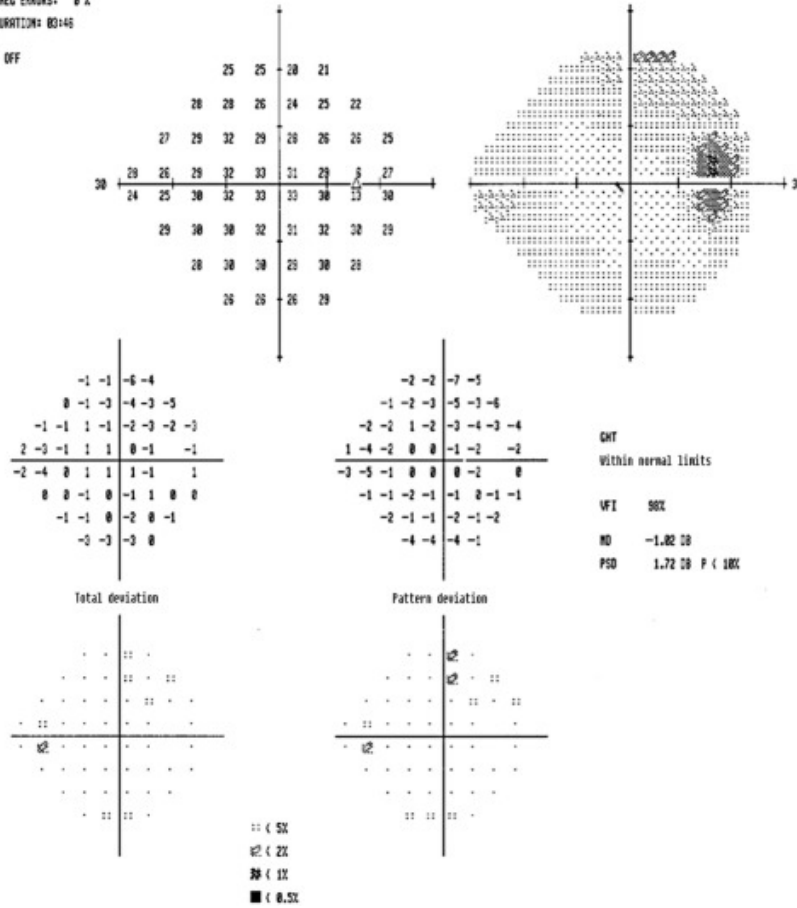 NEG ERRORS: 0 %
URATION: 03:46
OFF
25 25 20 21
28 28 26 24 25 22
27 29 32 29 28 26 26 25
28 26 29 32 33 31 29 6 27
30
24 25 30 32 33 33 30 13 30
29 30 30 32 31 32 30 29
28 30 30 29 30 28
26 26 26 29
-1 -1 -6 -4
0 -1 -3 -4 -3 -5
-1 -1 1 -1 -2 -3 -2 -3
2 -3 -1 1 1 0 -1 -1
-2 -4 0 1 1 1 -1 1
0 0 -1 0 -1 1 0 0
-1 -1 0 -2 0 -1
-3 -3 -3 0
Total deviation
-2 -2 -7 -5
-1 -2 -3 -5 -3 -6
-2 -2 1 -2 -3 -4 -3 -4
1 -4 -2 0 0 -1 -2 -2
-3 -5 -1 0 0 0 -2 0
-1 -1 -2 -1 -1 0 -1 -1
-2 -1 -1 -2 -1 -2
-4 -4 -4 -1
Pattern deviation
GHT
Within normal limits
VFI 98%
MD -1.02 DB
PSD 1.72 DB P < 10%
< 5%
< 2%
< 1%
< 0.5%